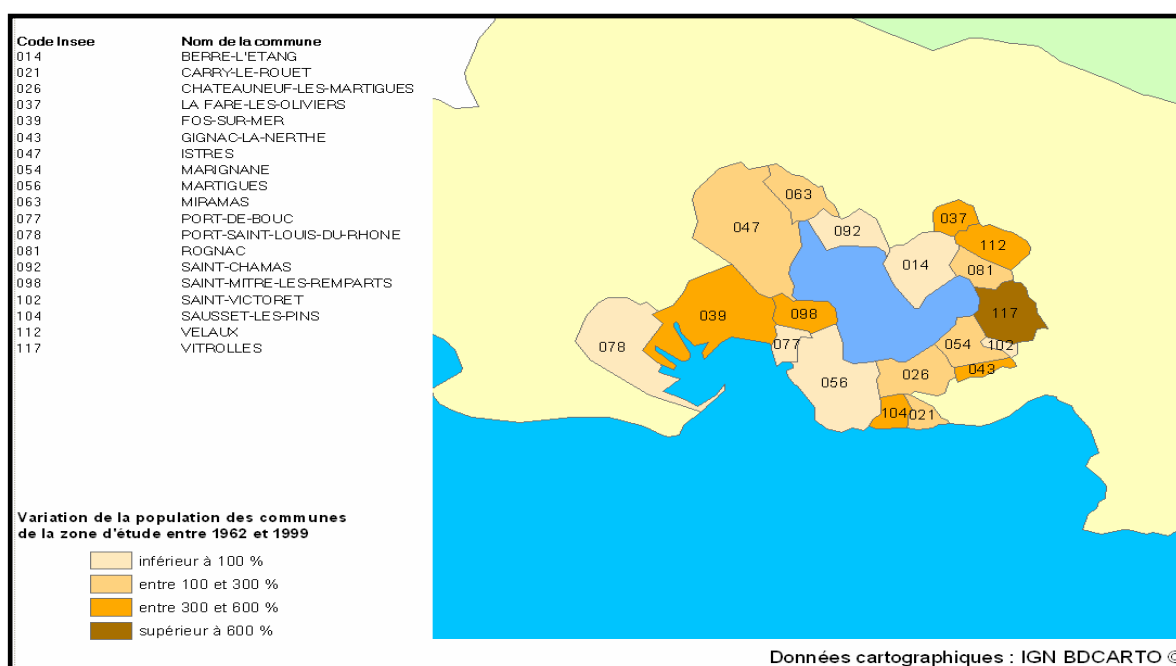 Code Insee Nom de la commune
014 BERRE-L'ETANG
021 CARRY-LE-ROUET
026 CHATEAUNEUF-LES-MARTIGUES
037 LA FARE-LES-OLIVIERS
039 FOS-SUR-MER
043 GIGNAC-LA-NERTHE
047 ISTRES
054 MARIGNANE
056 MARTIGUES
063 MIRAMAS
077 PORT-DE-BOUC
078 PORT-SAINT-LOUIS-DU-RHONE
081 ROGNAC
092 SAINT-CHAMAS
098 SAINT-MITRE-LES-REMPARTS
102 SAINT-VICTORET
104 SAUSSET-LES-PINS
112 VELAUX
117 VITROLLES
063
037
047
092
112
014
081
098
117
039
077
078
054
102
043
026
056
104
021
Variation de la population des communes
de la zone d'étude entre 1962 et 1999
inférieur à 100 %
entre 100 et 300 %
entre 300 et 600 %
supérieur à 600 %
Données cartographiques : IGN BDCARTO ©